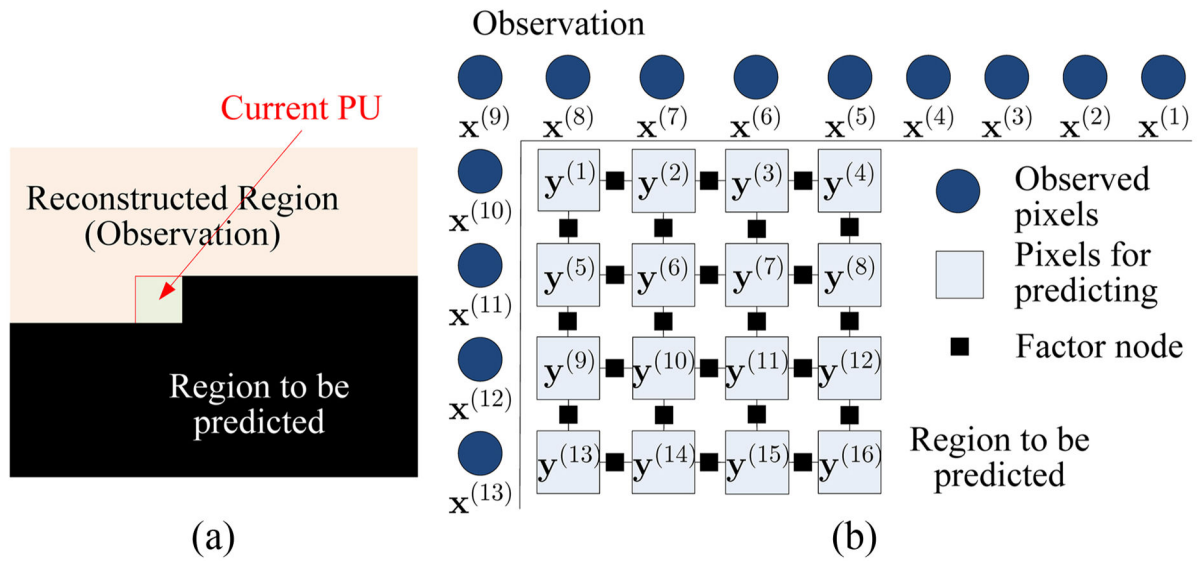 Current PU
Reconstructed Region
(Observation)
Region to be
predicted
(a)
Observation
x^(9) x^(8) x^(7) x^(6) x^(5) x^(4) x^(3) x^(2) x^(1)
x^(10)
x^(11)
x^(12)
x^(13)
y^(1) y^(2) y^(3) y^(4)
y^(5) y^(6) y^(7) y^(8)
y^(9) y^(10) y^(11) y^(12)
y^(13) y^(14) y^(15) y^(16)
Observed
pixels
Pixels for
predicting
Factor node
Region to be
predicted
(b)